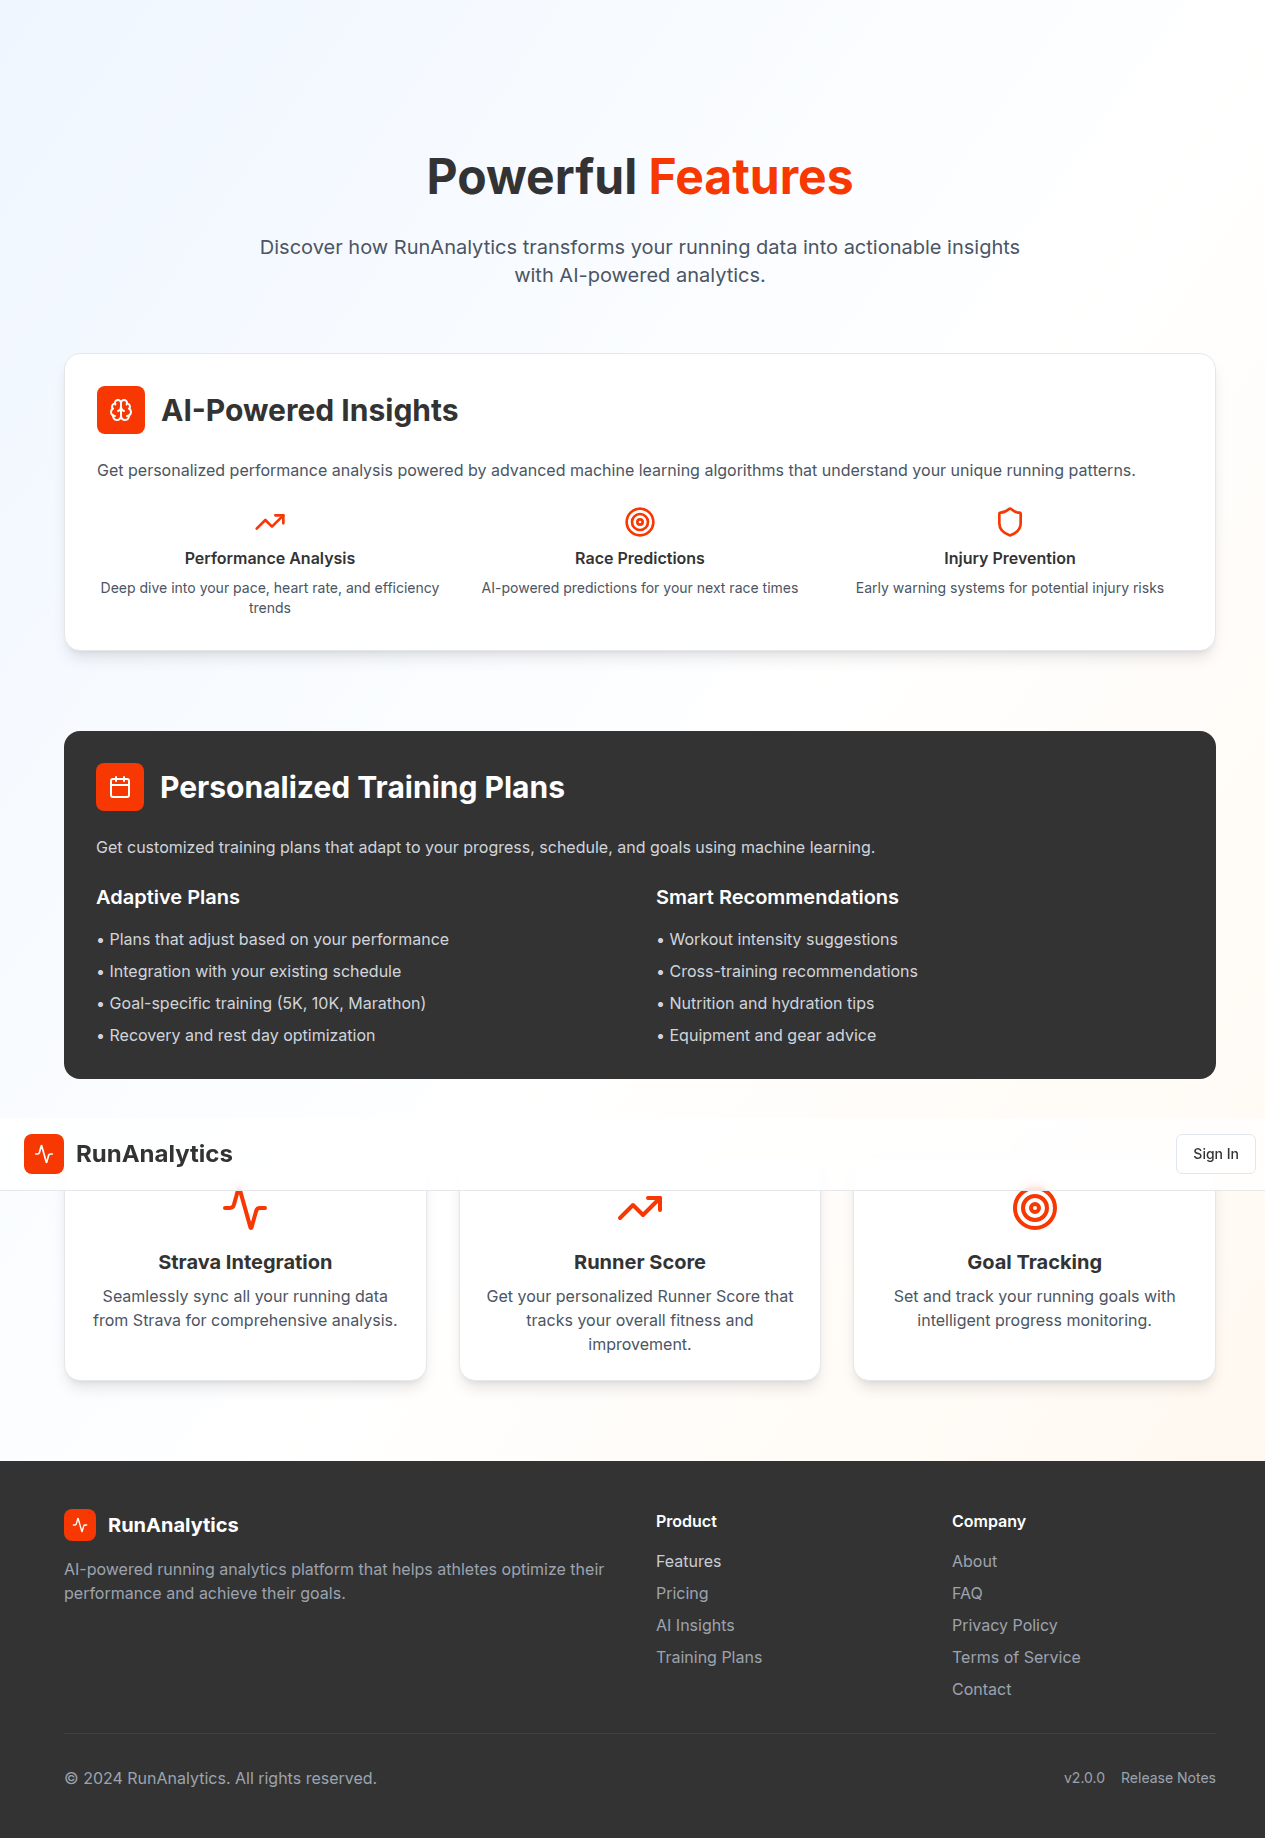 Powerful Features
Discover how RunAnalytics transforms your running data into actionable insights
with AI-powered analytics.
AI-Powered Insights
Get personalized performance analysis powered by advanced machine learning algorithms that understand your unique running patterns.
Performance Analysis
Deep dive into your pace, heart rate, and efficiency
trends
Race Predictions
AI-powered predictions for your next race times
Injury Prevention
Early warning systems for potential injury risks
Personalized Training Plans
Get customized training plans that adapt to your progress, schedule, and goals using machine learning.
Adaptive Plans
• Plans that adjust based on your performance
• Integration with your existing schedule
• Goal-specific training (5K, 10K, Marathon)
• Recovery and rest day optimization
Smart Recommendations
• Workout intensity suggestions
• Cross-training recommendations
• Nutrition and hydration tips
• Equipment and gear advice
RunAnalytics
Sign In
Strava Integration
Seamlessly sync all your running data
from Strava for comprehensive analysis.
Runner Score
Get your personalized Runner Score that
tracks your overall fitness and
improvement.
Goal Tracking
Set and track your running goals with
intelligent progress monitoring.
RunAnalytics
AI-powered running analytics platform that helps athletes optimize their
performance and achieve their goals.
Product
Features
Pricing
AI Insights
Training Plans
Company
About
FAQ
Privacy Policy
Terms of Service
Contact
© 2024 RunAnalytics. All rights reserved.
v2.0.0
Release Notes